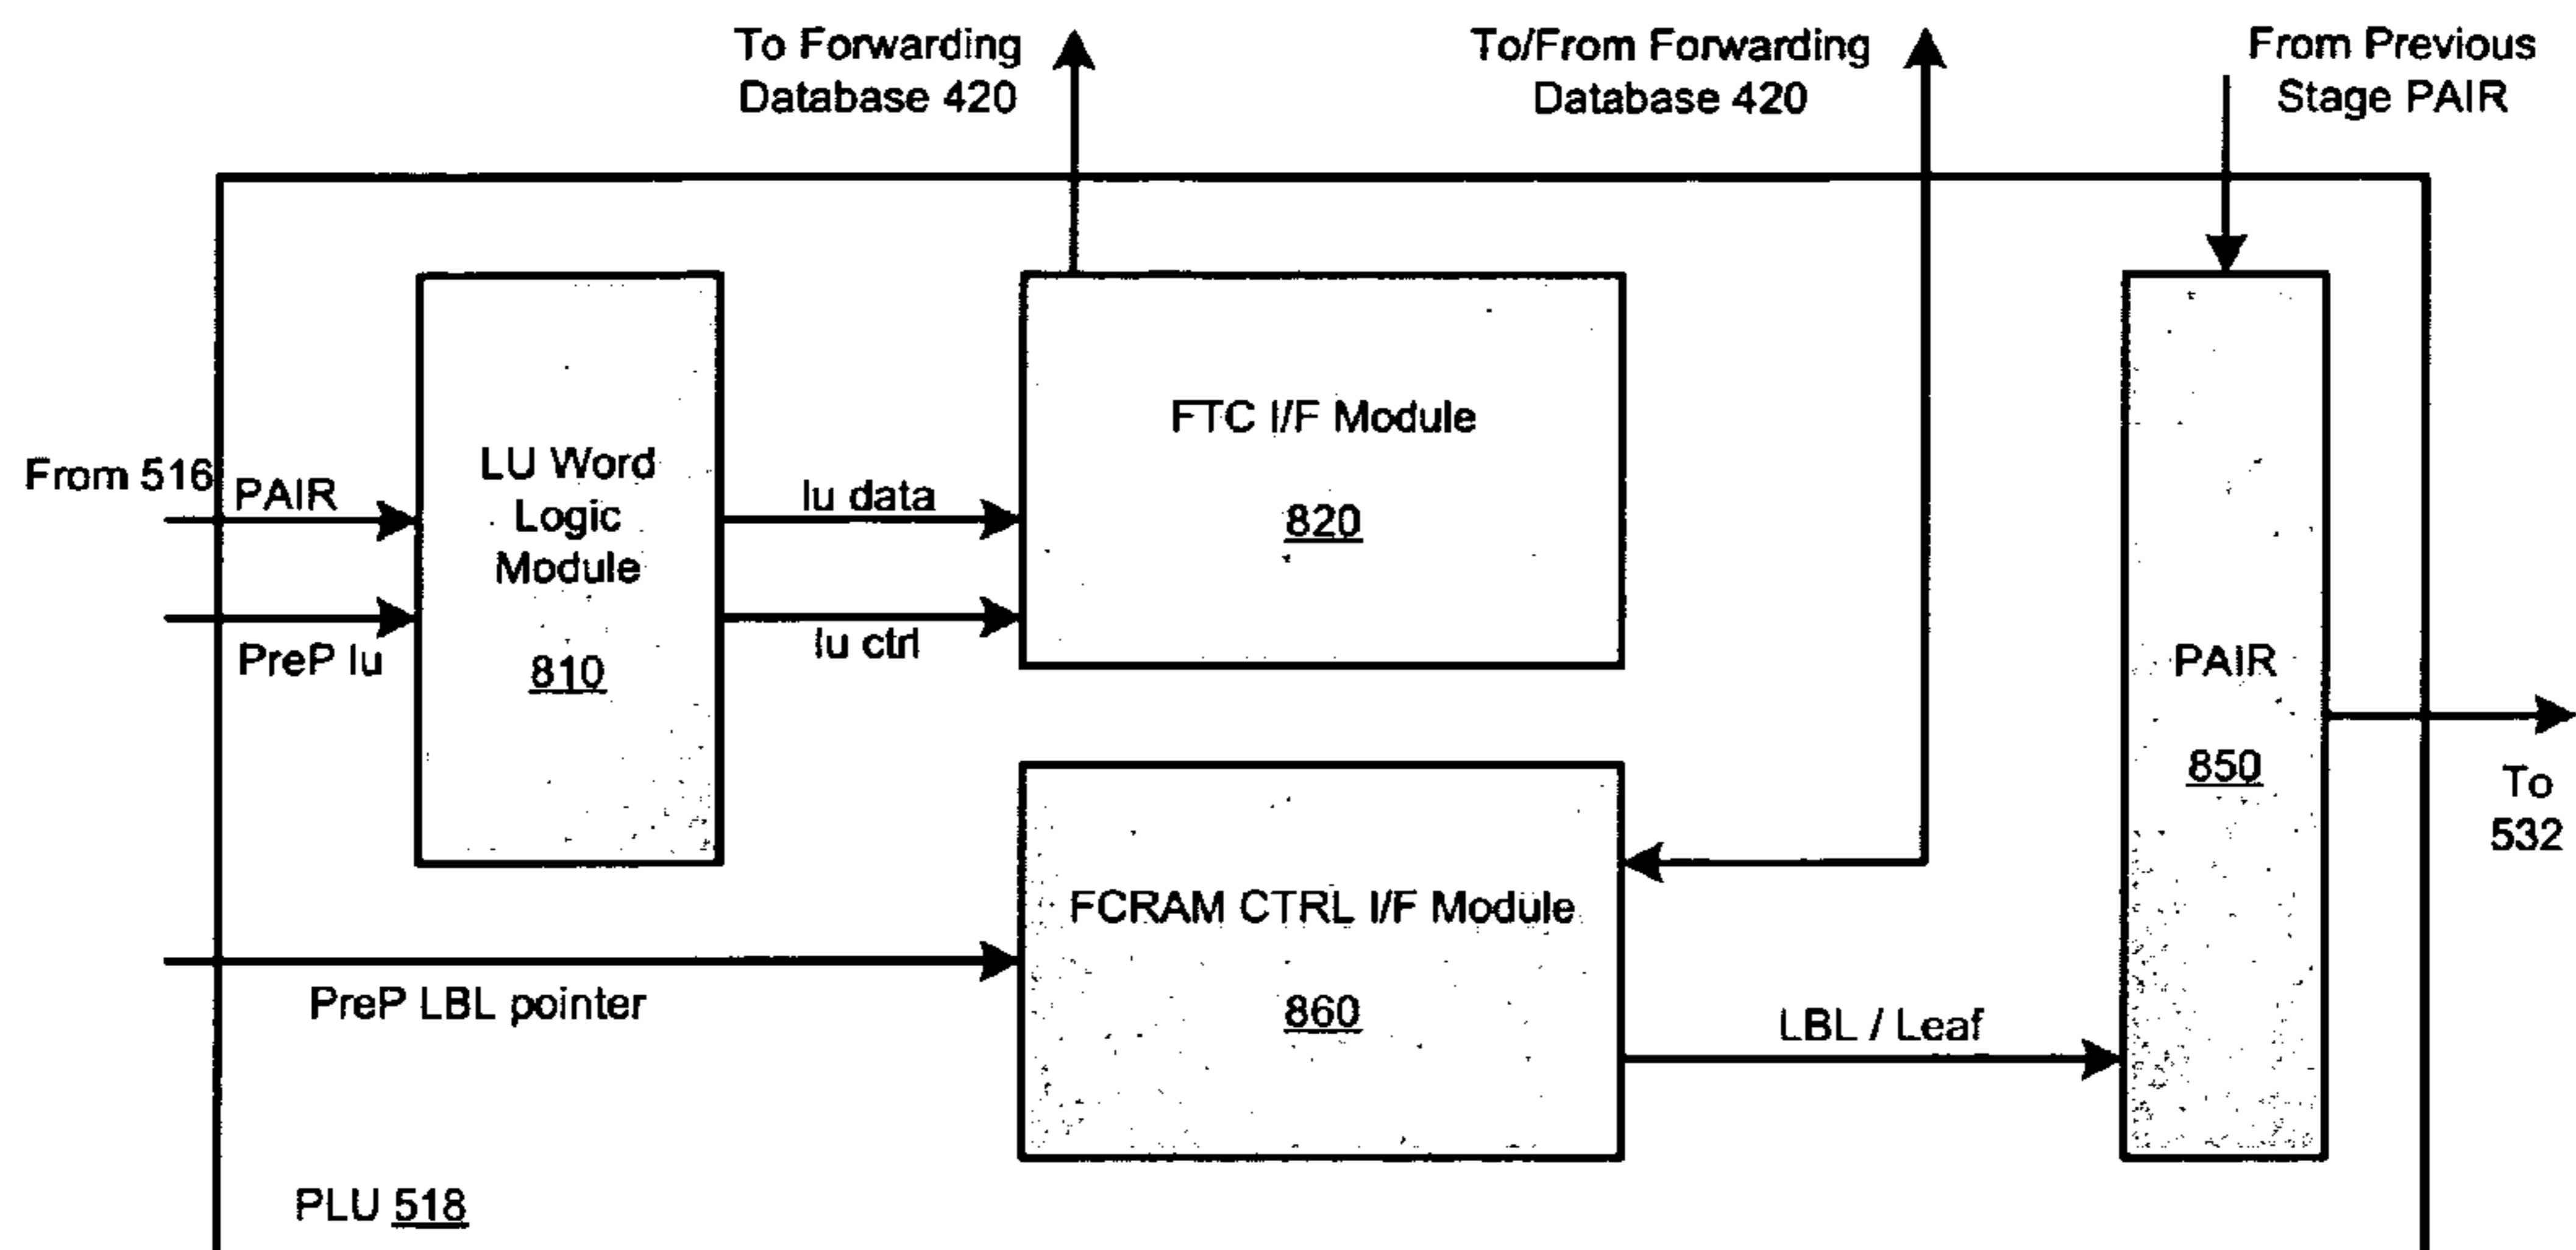 To Forwarding
Database 420
To/From Forwarding
Database 420
From Previous
Stage PAIR
From 516
PAIR
PreP lu
LU Word
Logic
Module
810
lu data
lu ctrl
FTC I/F Module
820
PAIR
850
To
532
FCRAM CTRL I/F Module
860
PreP LBL pointer
LBL / Leaf
PLU 518